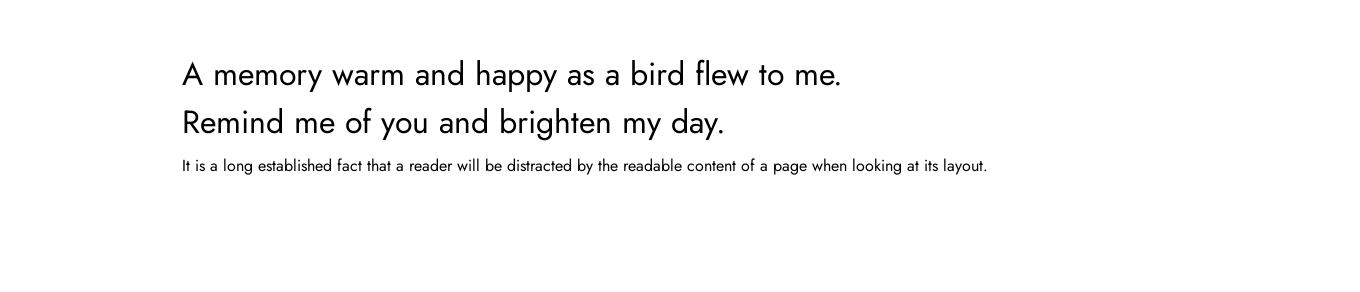 A memory warm and happy as a bird flew to me.
Remind me of you and brighten my day.
It is a long established fact that a reader will be distracted by the readable content of a page when looking at its layout.